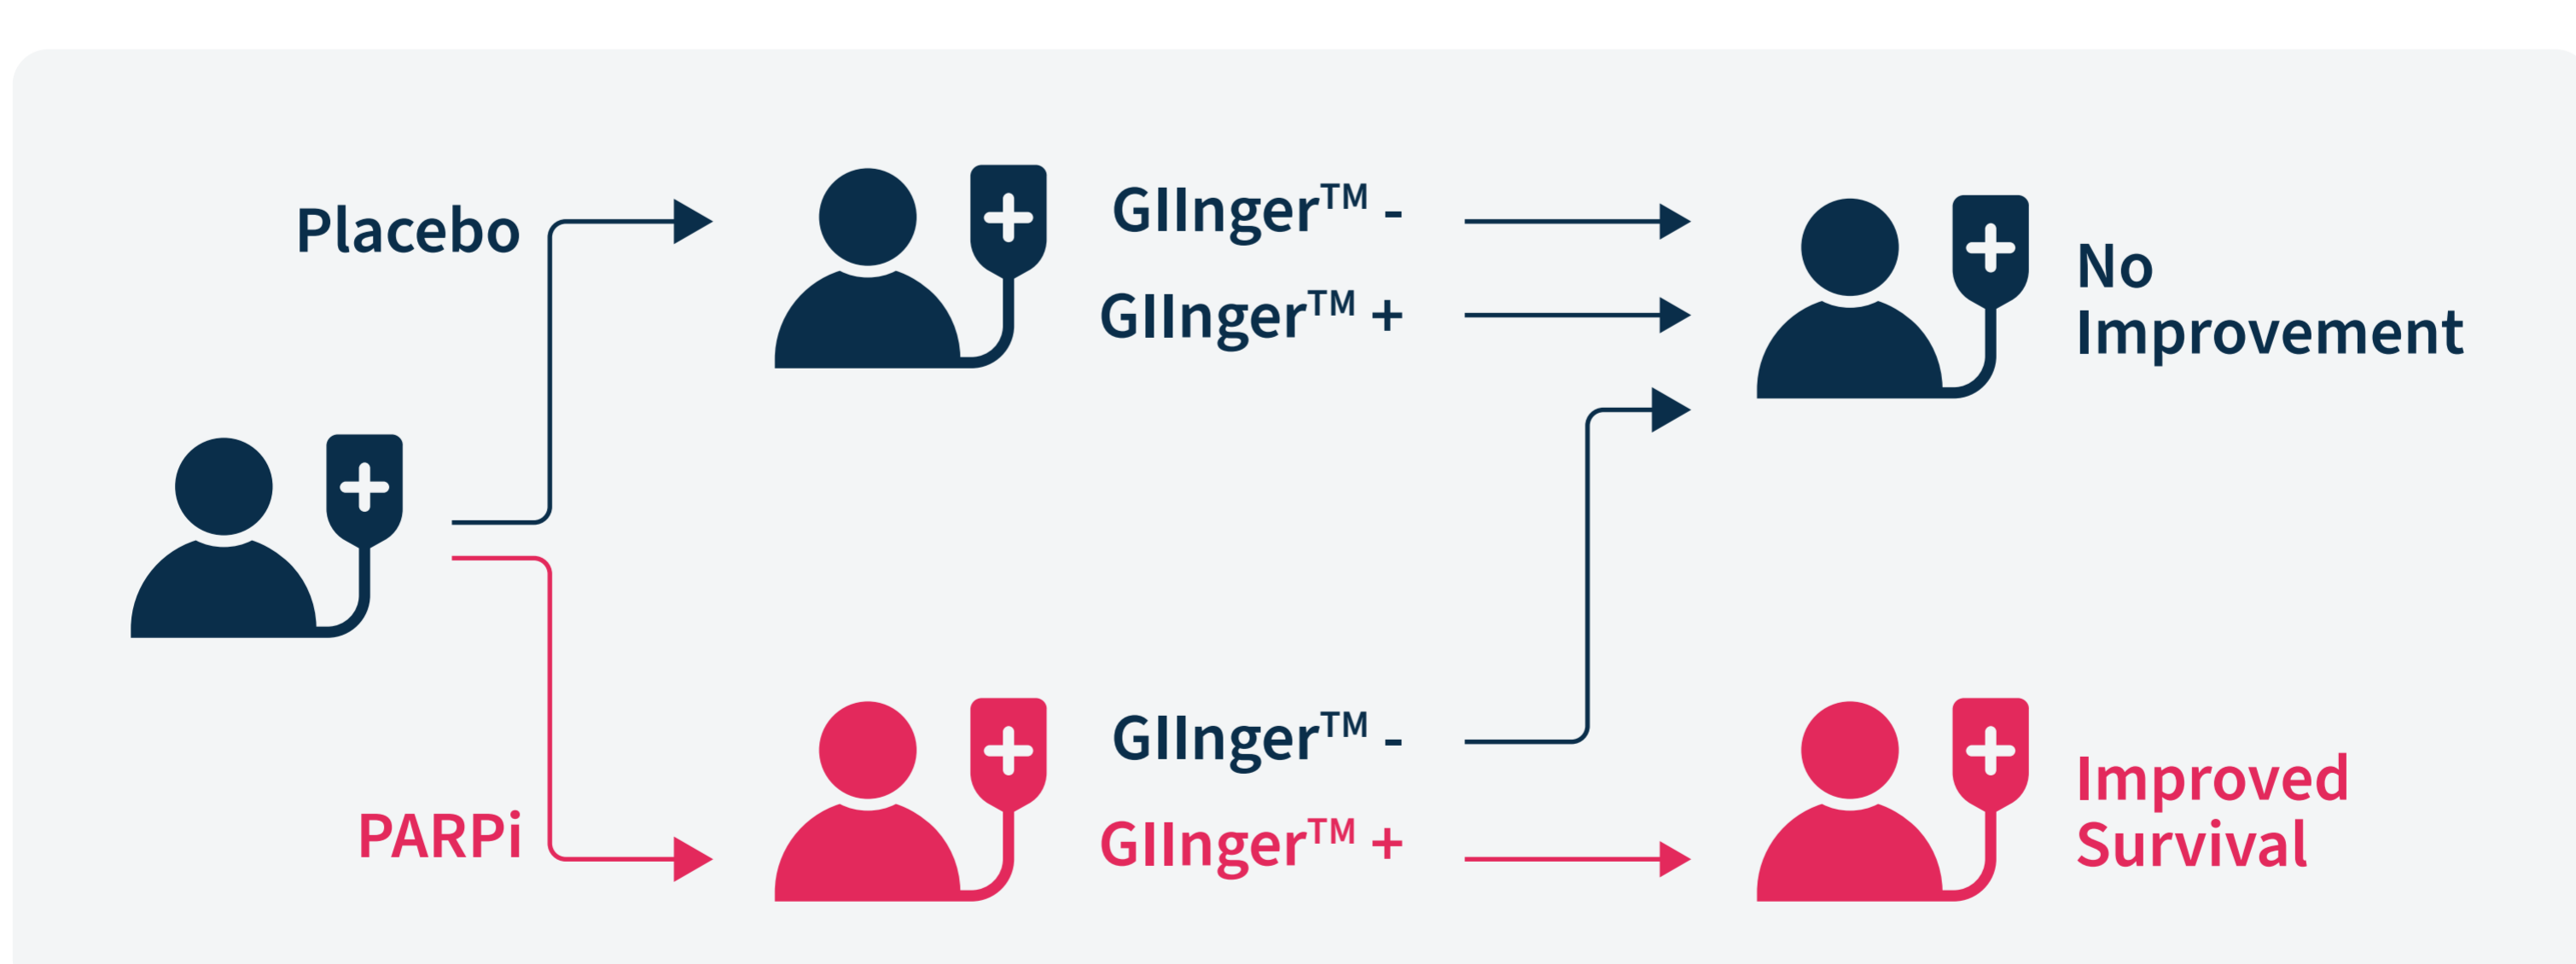 Placebo
GIInger™ -
GIInger™ +
No
Improvement
GIInger™ -
PARPi
GIInger™ +
Improved
Survival